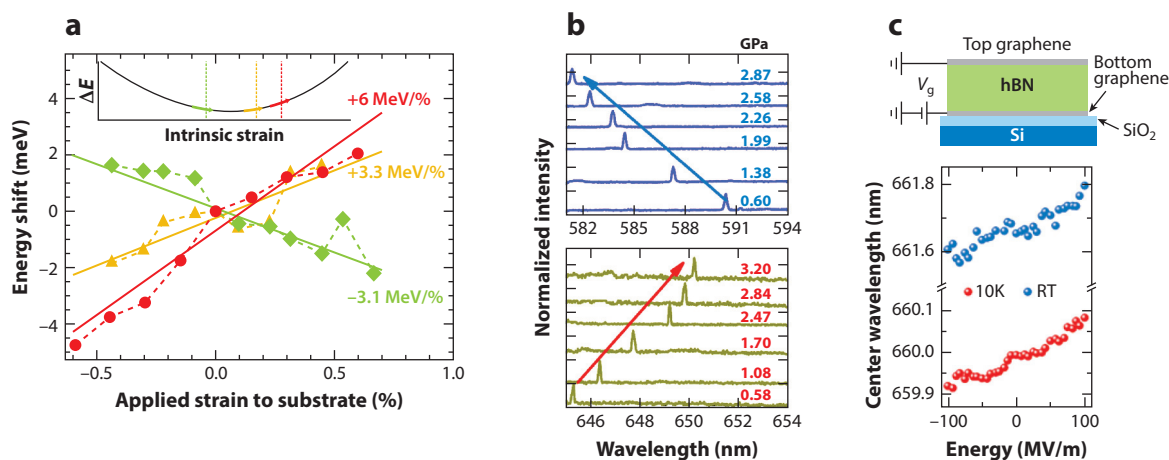 a
Energy shift (meV)
4
2
0
−2
−4
−0.5
0.0
0.5
1.0
Applied strain to substrate (%)
ΔE
Intrinsic strain
+6 MeV/%
+3.3 MeV/%
−3.1 MeV/%
b
Normalized intensity
GPa
2.87
2.58
2.26
1.99
1.38
0.60
582
585
588
591
594
3.20
2.84
2.47
1.70
1.08
0.58
646
648
650
652
654
Wavelength (nm)
c
Top graphene
hBN
Bottom
graphene
Vg
SiO2
Si
Center wavelength (nm)
661.8
661.6
10K
RT
660.1
660.0
659.9
−100
0
100
Energy (MV/m)